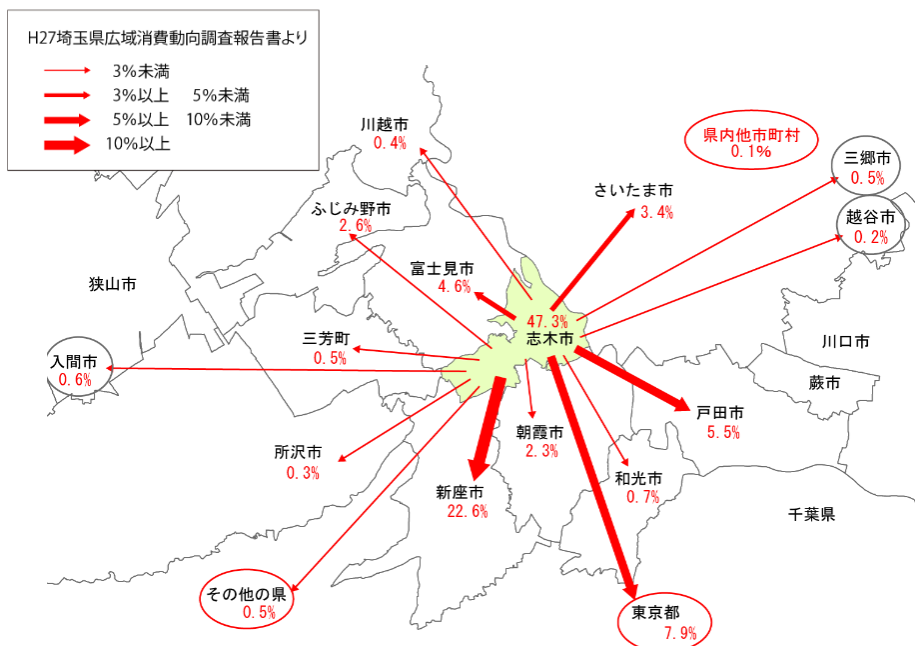 H27埼玉県広域消費動向調査報告書より
3%未満
3%以上　5%未満
5%以上　10%未満
10%以上
川越市
0.4%
県内他市町村
0.1%
三郷市
0.5%
ふじみ野市
2.6%
さいたま市
3.4%
越谷市
0.2%
狭山市
富士見市
4.6%
47.3%
志木市
三芳町
0.5%
川口市
入間市
0.6%
蕨市
戸田市
5.5%
朝霞市
2.3%
所沢市
0.3%
和光市
0.7%
新座市
22.6%
千葉県
その他の県
0.5%
東京都
7.9%